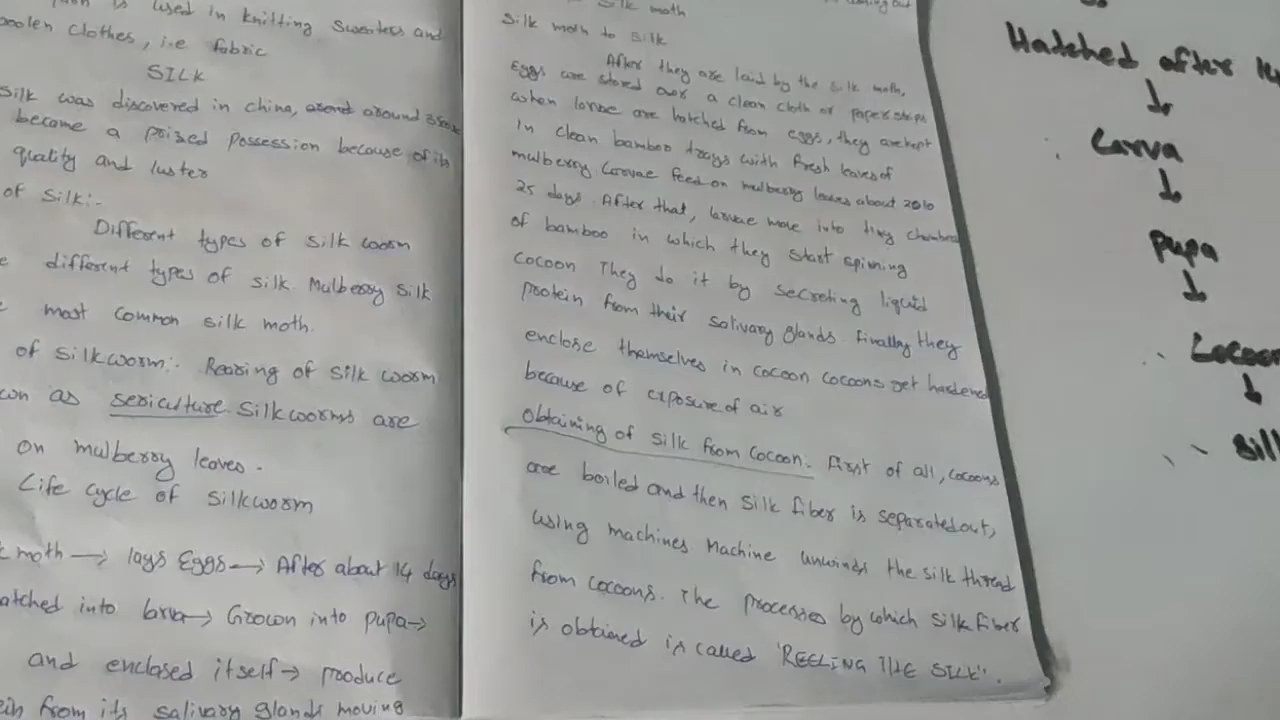 is used in knitting Sweaters and
clothes, i.e fabric
SILK
Silk was discovered in china, around
became a prized possession because of its
quality and luster
of Silk:-
Different types of silk worm
different types of silk. Mulberry silk
most common silk moth.
of silkworm:. Rearing of silk worm
as sericulture. Silkworms are
on mulberry leaves.
Life cycle of silkworm
moth → lays Eggs → After about 14 days
into larva → Grown into pupa →
and enclosed itself → produce
from its salivary glands moving
silk moth
Silk moth to silk
After they are laid by the silk moth,
Eggs are stored over a clean cloth or paper strips
when larvae are hatched from eggs, they are kept
In clean bamboo trays with fresh leaves of
mulberry Larvae feed on mulberry leaves about
25 days. After that, larvae move into tiny chambers
of bamboo in which they start spinning
cocoon They do it by secreting liquid
protein from their salivary glands. Finally they
enclose themselves in cocoon cocoons get hardened
because of exposure of air
Obtaining of silk from cocoon:. First of all, cocoons
are boiled and then silk fiber is separated out,
using machines Machine unwinds the silk thread
from cocoons. The processes by which silk fiber
is obtained is called 'REELING THE SILK'.
Hatched after
↓
Larva
↓
pupa
↓
Cocoon
↓